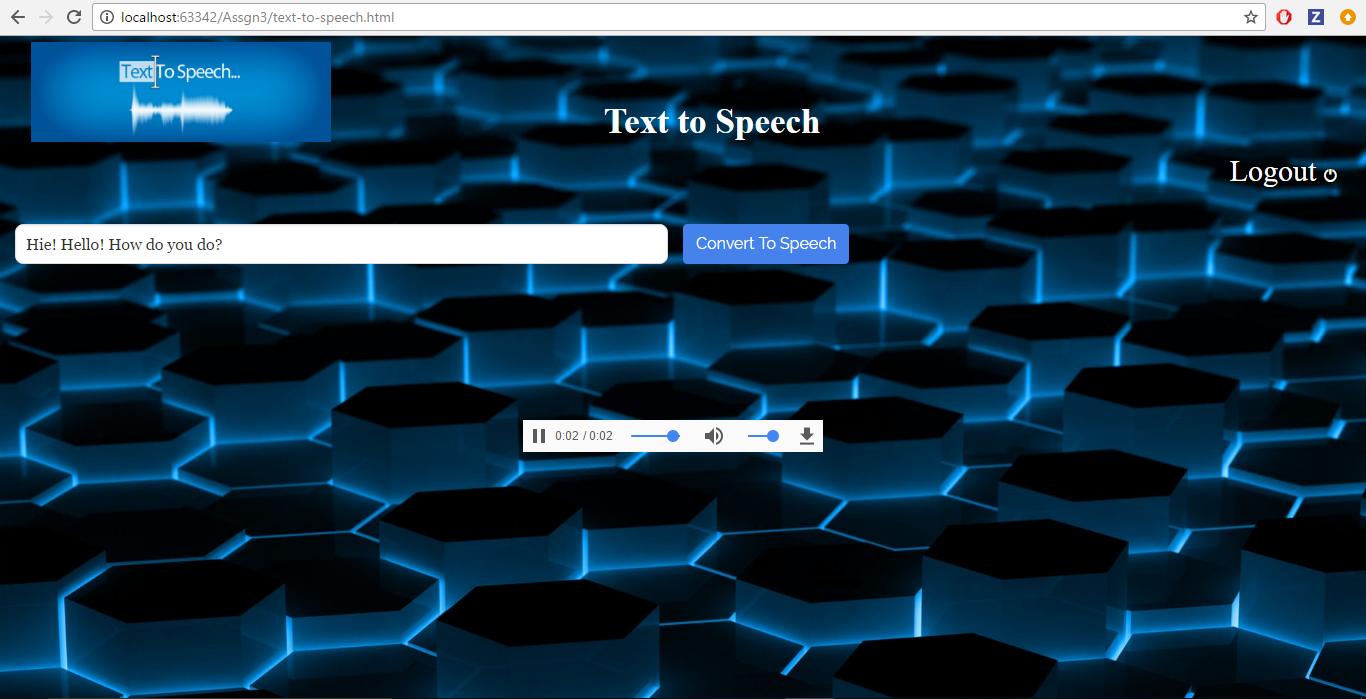 localhost:63342/Assgn3/text-to-speech.html
Z
Text To Speech...
Text to Speech
Logout
Hie! Hello! How do you do?
Convert To Speech
0:02 / 0:02